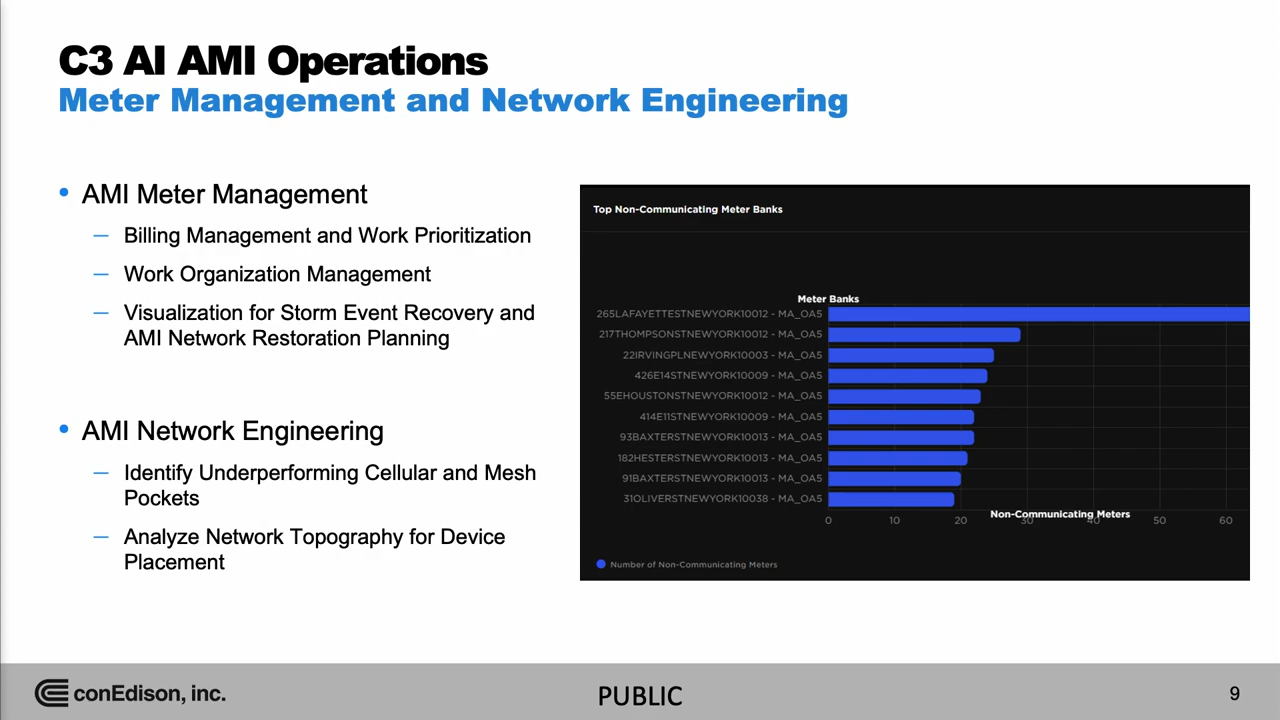 C3 AI AMI Operations
Meter Management and Network Engineering
• AMI Meter Management
— Billing Management and Work Prioritization
— Work Organization Management
— Visualization for Storm Event Recovery and
AMI Network Restoration Planning
• AMI Network Engineering
— Identify Underperforming Cellular and Mesh
Pockets
— Analyze Network Topography for Device
Placement
Top Non-Communicating Meter Banks
Meter Banks
265LAFAYETTESTNEWYORK10012 - MA_OA5
217THOMPSONSTNEWYORK10012 - MA_OA5
22IRVINGPLNEWYORK10003 - MA_OA5
426E14STNEWYORK10009 - MA_OA5
55EHOUSTONSTNEWYORK10012 - MA_OA5
414E11STNEWYORK10009 - MA_OA5
93BAXTERSTNEWYORK10013 - MA_OA5
182HESTERSTNEWYORK10013 - MA_OA5
91BAXTERSTNEWYORK10013 - MA_OA5
31OLIVERSTNEWYORK10038 - MA_OA5
Non-Communicating Meters
0 10 20 30 40 50 60
Number of Non-Communicating Meters
conEdison, inc.
PUBLIC
9